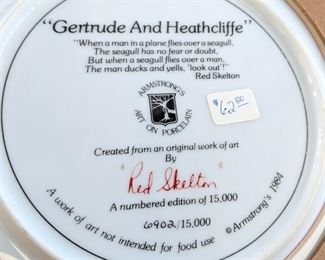 "Gertrude And Heathcliffe"
"When a man in a plane flies over a seagull,
The seagull has no fear or doubt,
But when a seagull flies over a man,
The man ducks and yells, 'look out'!"
Red Skelton
ARMSTRONG'S
ART ON PORCELAIN
$62.00
Created from an original work of art
By
"Red Skelton"
A numbered edition of 15,000
6902/15,000
A work of art not intended for food use
© Armstrong's 1984